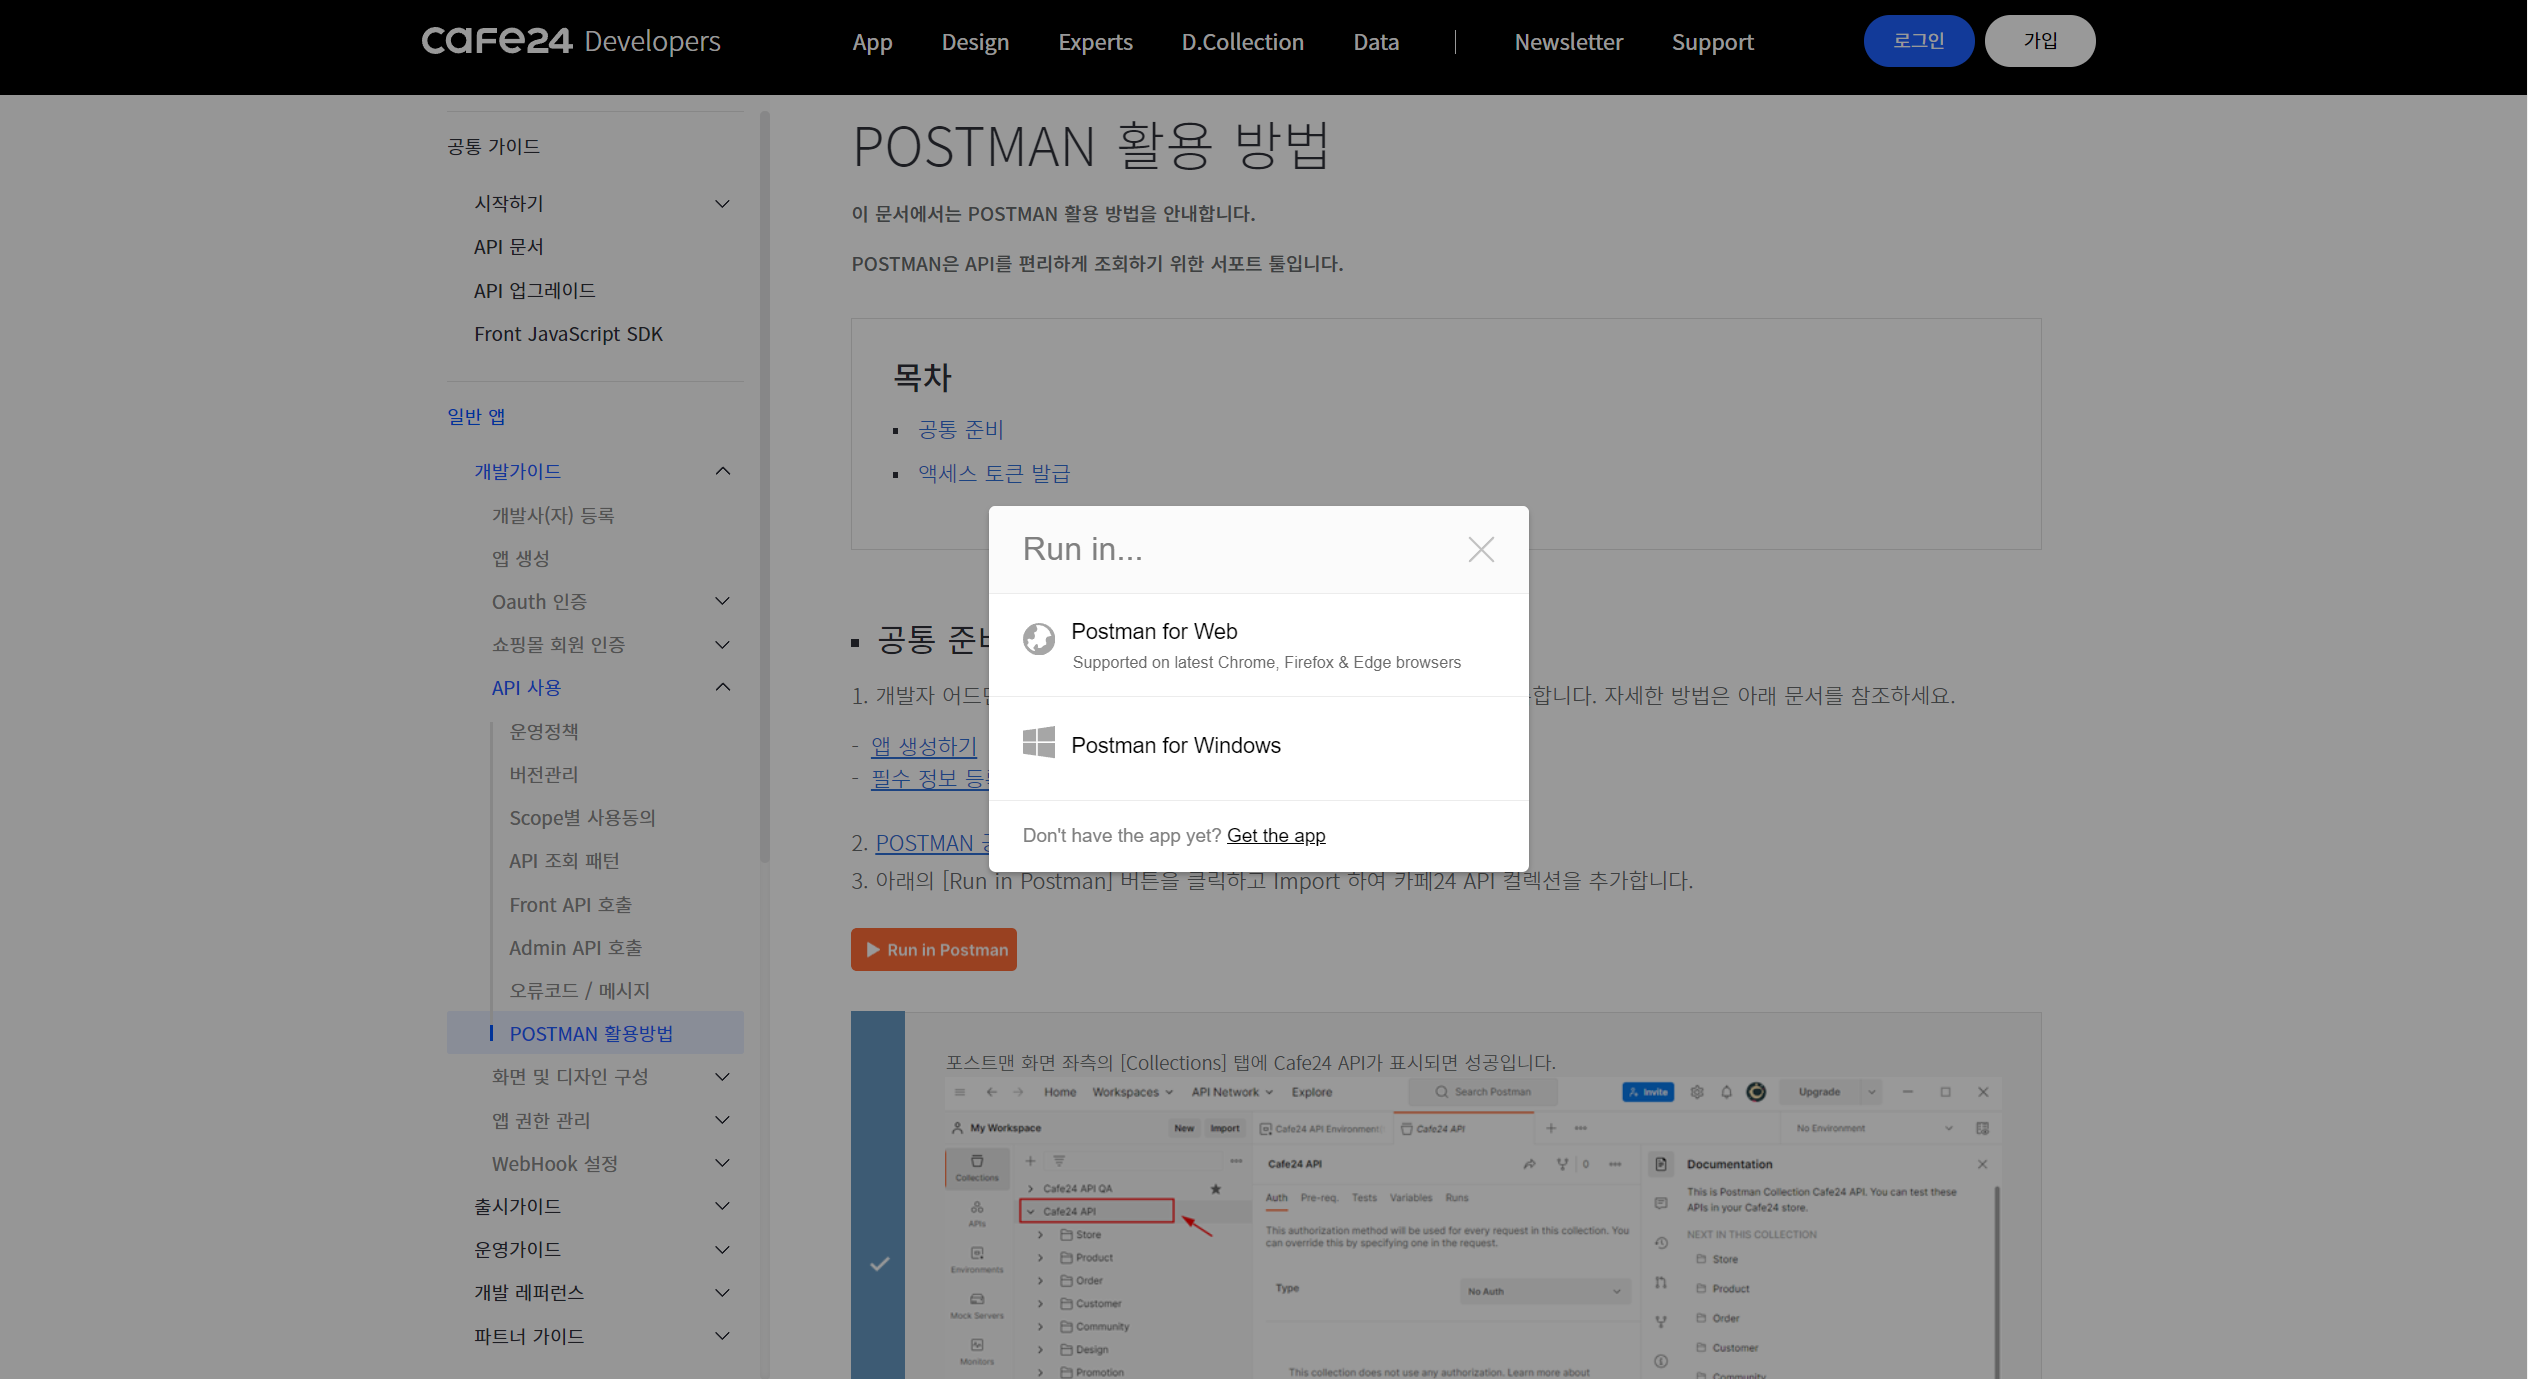 cafe24 Developers
App
Design
Experts
D.Collection
Data
Newsletter
Support
로그인
가입
공통 가이드
시작하기
API 문서
API 업그레이드
Front JavaScript SDK
일반 앱
개발가이드
개발사(자) 등록
앱 생성
Oauth 인증
쇼핑몰 회원 인증
API 사용
운영정책
버전관리
Scope별 사용동의
API 조회 패턴
Front API 호출
Admin API 호출
오류코드 / 메시지
POSTMAN 활용방법
화면 및 디자인 구성
앱 권한 관리
WebHook 설정
출시가이드
운영가이드
개발 레퍼런스
파트너 가이드
POSTMAN 활용 방법
이 문서에서는 POSTMAN 활용 방법을 안내합니다.
POSTMAN은 API를 편리하게 조회하기 위한 서포트 툴입니다.
목차
공통 준비
액세스 토큰 발급
Run in...
Postman for Web
Supported on latest Chrome, Firefox & Edge browsers
Postman for Windows
Don't have the app yet? Get the app
공통 준
1. 개발자
합니다. 자세한 방법은 아래 문서를 참조하세요.
- 앱 생성하기
- 필수 정보
2. POSTMAN
3. 아래의 [Run in Postman] 버튼을 클릭하고 Import 하여 카페24 API 컬렉션을 추가합니다.
Run in Postman
포스트맨 화면 좌측의 [Collections] 탭에 Cafe24 API가 표시되면 성공입니다.
Home
Workspaces
API Network
Explore
Search Postman
Invite
Upgrade
My Workspace
New
Import
Cafe24 API Environment
Cafe24 API
No Environment
Collections
APIs
Environments
Mock Servers
Monitors
Cafe24 API QA
Cafe24 API
Store
Product
Order
Customer
Community
Design
Promotion
Cafe24 API
0
Auth
Pre-req.
Tests
Variables
Runs
This authorization method will be used for every request in this collection. You
can override this by specifying one in the request.
Type
No Auth
This collection does not use any authorization. Learn more about
Documentation
This is Postman Collection Cafe24 API. You can test these
APIs in your Cafe24 store.
NEXT IN THIS COLLECTION
Store
Product
Order
Customer
Community